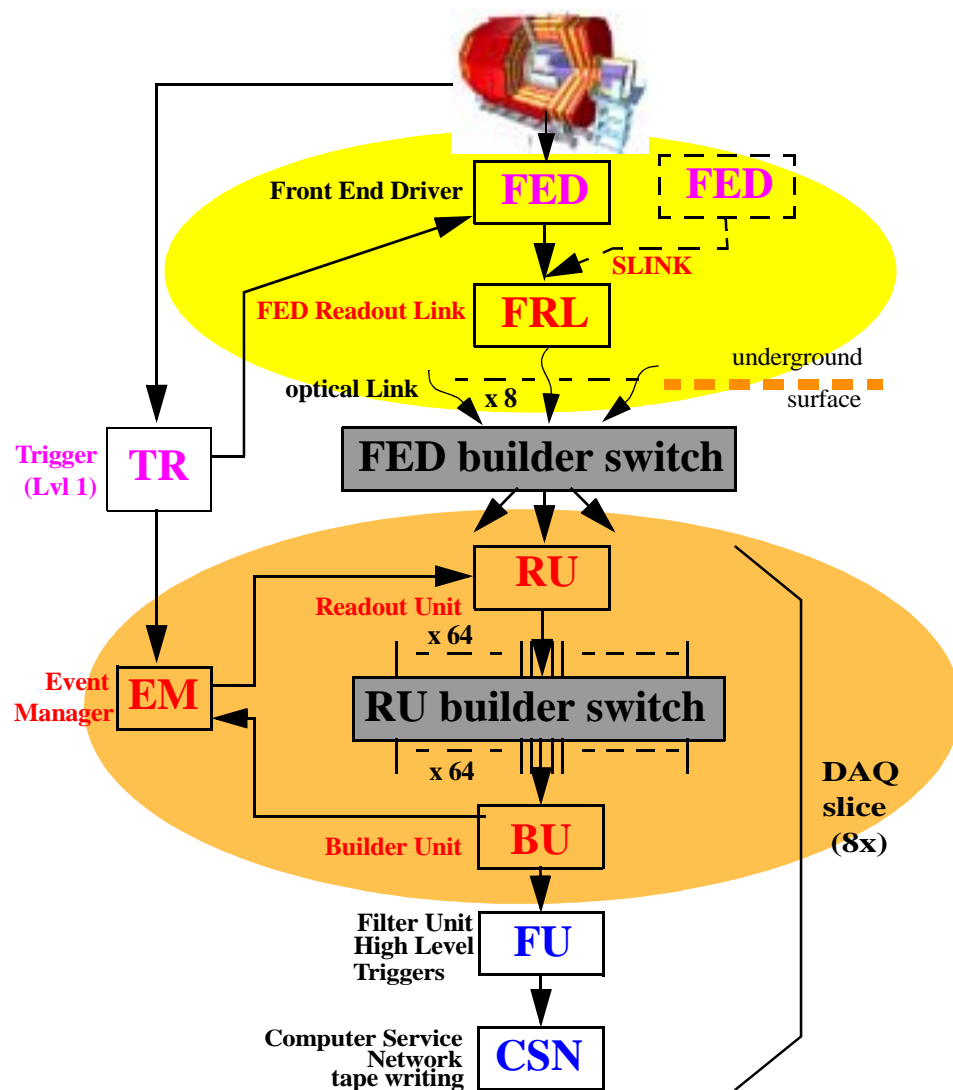 Front End Driver
FED
FED
SLINK
FED Readout Link
FRL
underground
optical Link
x 8
surface
FED builder switch
Trigger
(Lvl 1)
TR
RU
Readout Unit
x 64
Event
Manager
EM
RU builder switch
x 64
DAQ
slice
(8x)
Builder Unit
BU
Filter Unit
High Level
Triggers
FU
Computer Service
Network
tape writing
CSN